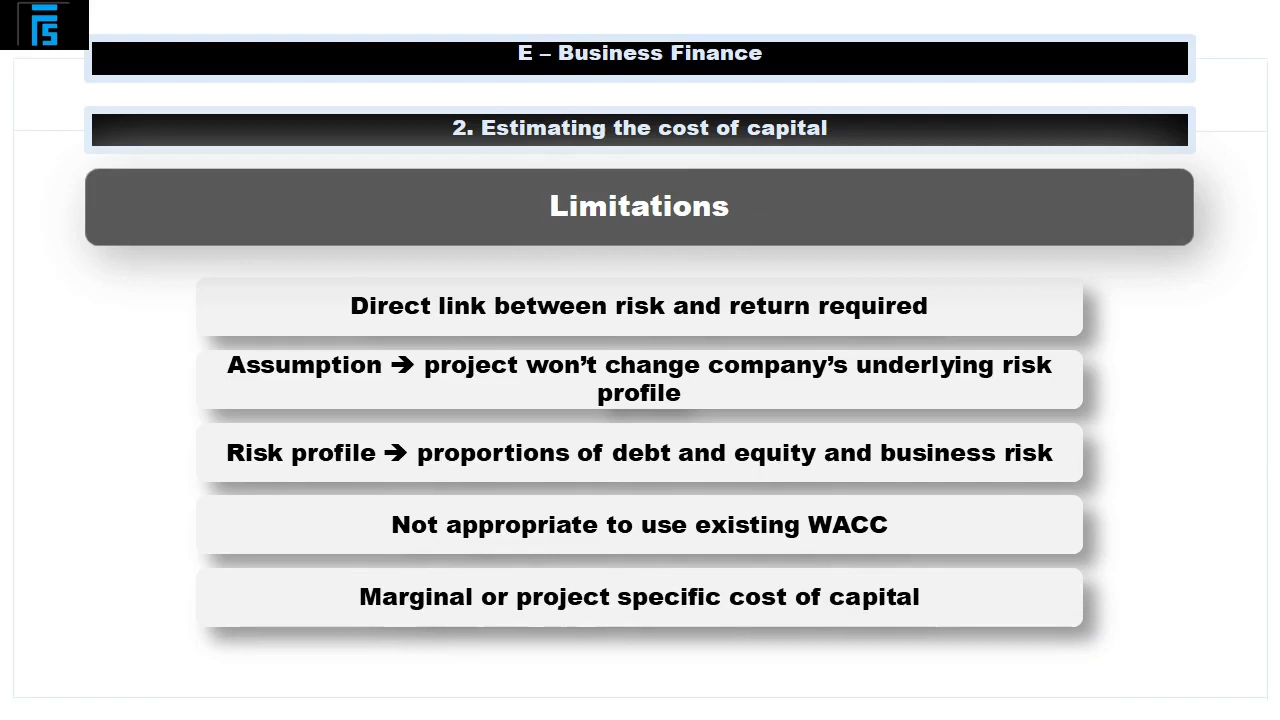 E – Business Finance
2. Estimating the cost of capital
Limitations
Direct link between risk and return required
Assumption ➔ project won’t change company’s underlying risk
profile
Risk profile ➔ proportions of debt and equity and business risk
Not appropriate to use existing WACC
Marginal or project specific cost of capital